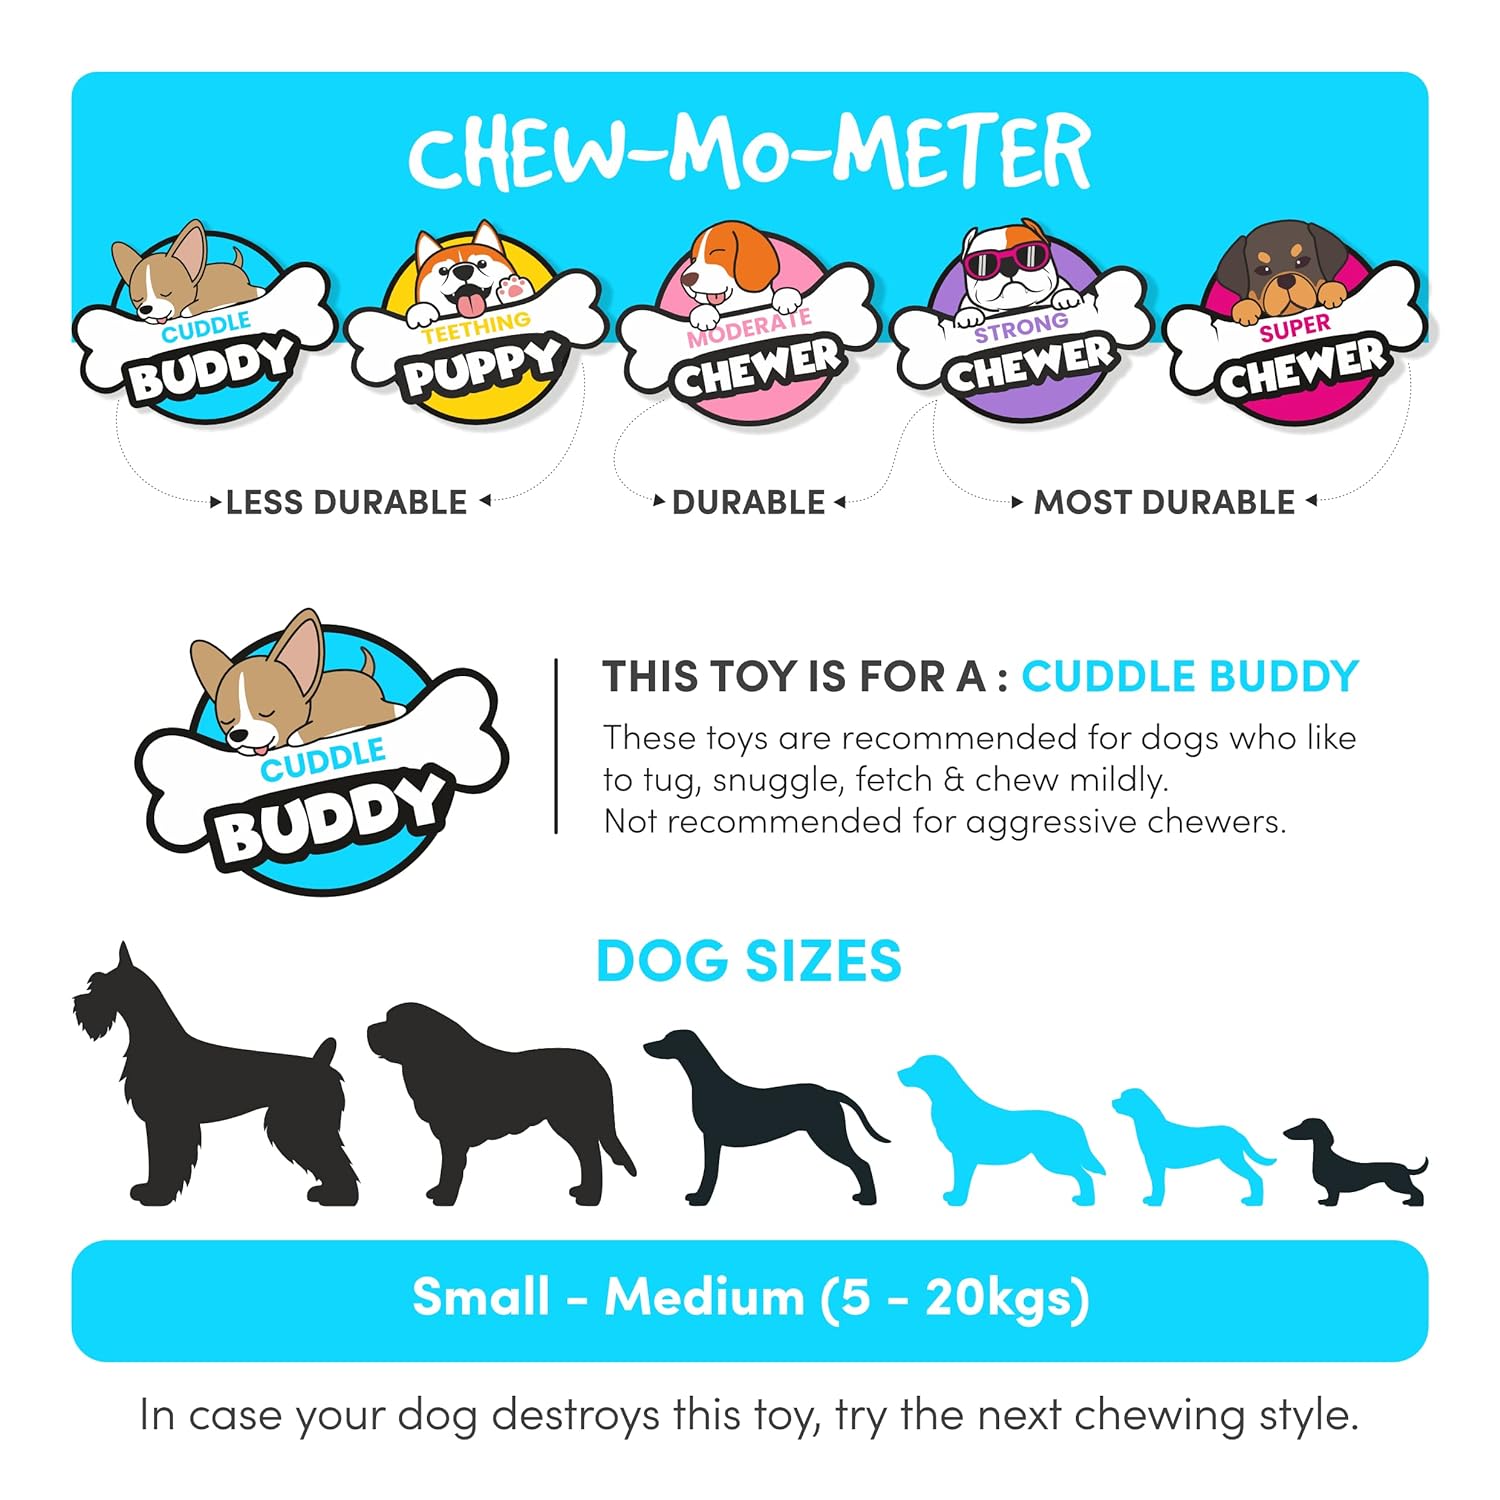 CHEW-MO-METER
CUDDLE
BUDDY
TEETHING
PUPPY
MODERATE
CHEWER
STRONG
CHEWER
SUPER
CHEWER
LESS DURABLE
DURABLE
MOST DURABLE
CUDDLE
BUDDY
THIS TOY IS FOR A : CUDDLE BUDDY
These toys are recommended for dogs who like
to tug, snuggle, fetch & chew mildly.
Not recommended for aggressive chewers.
DOG SIZES
Small - Medium (5 - 20kgs)
In case your dog destroys this toy, try the next chewing style.